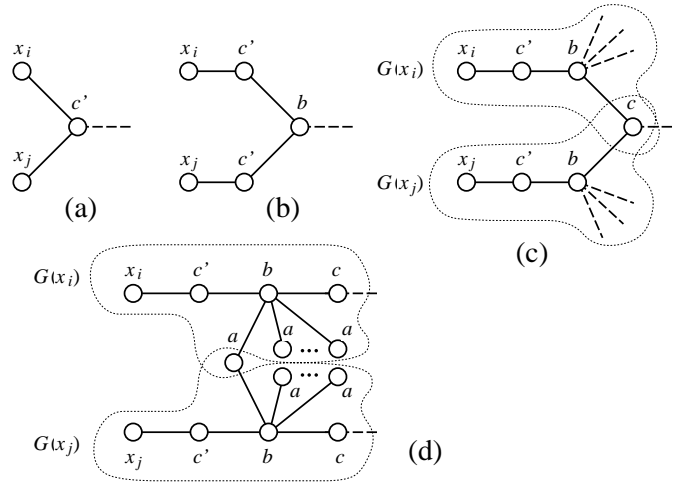 x_i
c'
x_j
(a)
x_i c'
b
x_j c'
(b)
G(x_i) x_i c' b
c
G(x_j) x_j c' b
(c)
G(x_i) x_i c' b c
a a a
...
...
a a
G(x_j) x_j c' b c
(d)